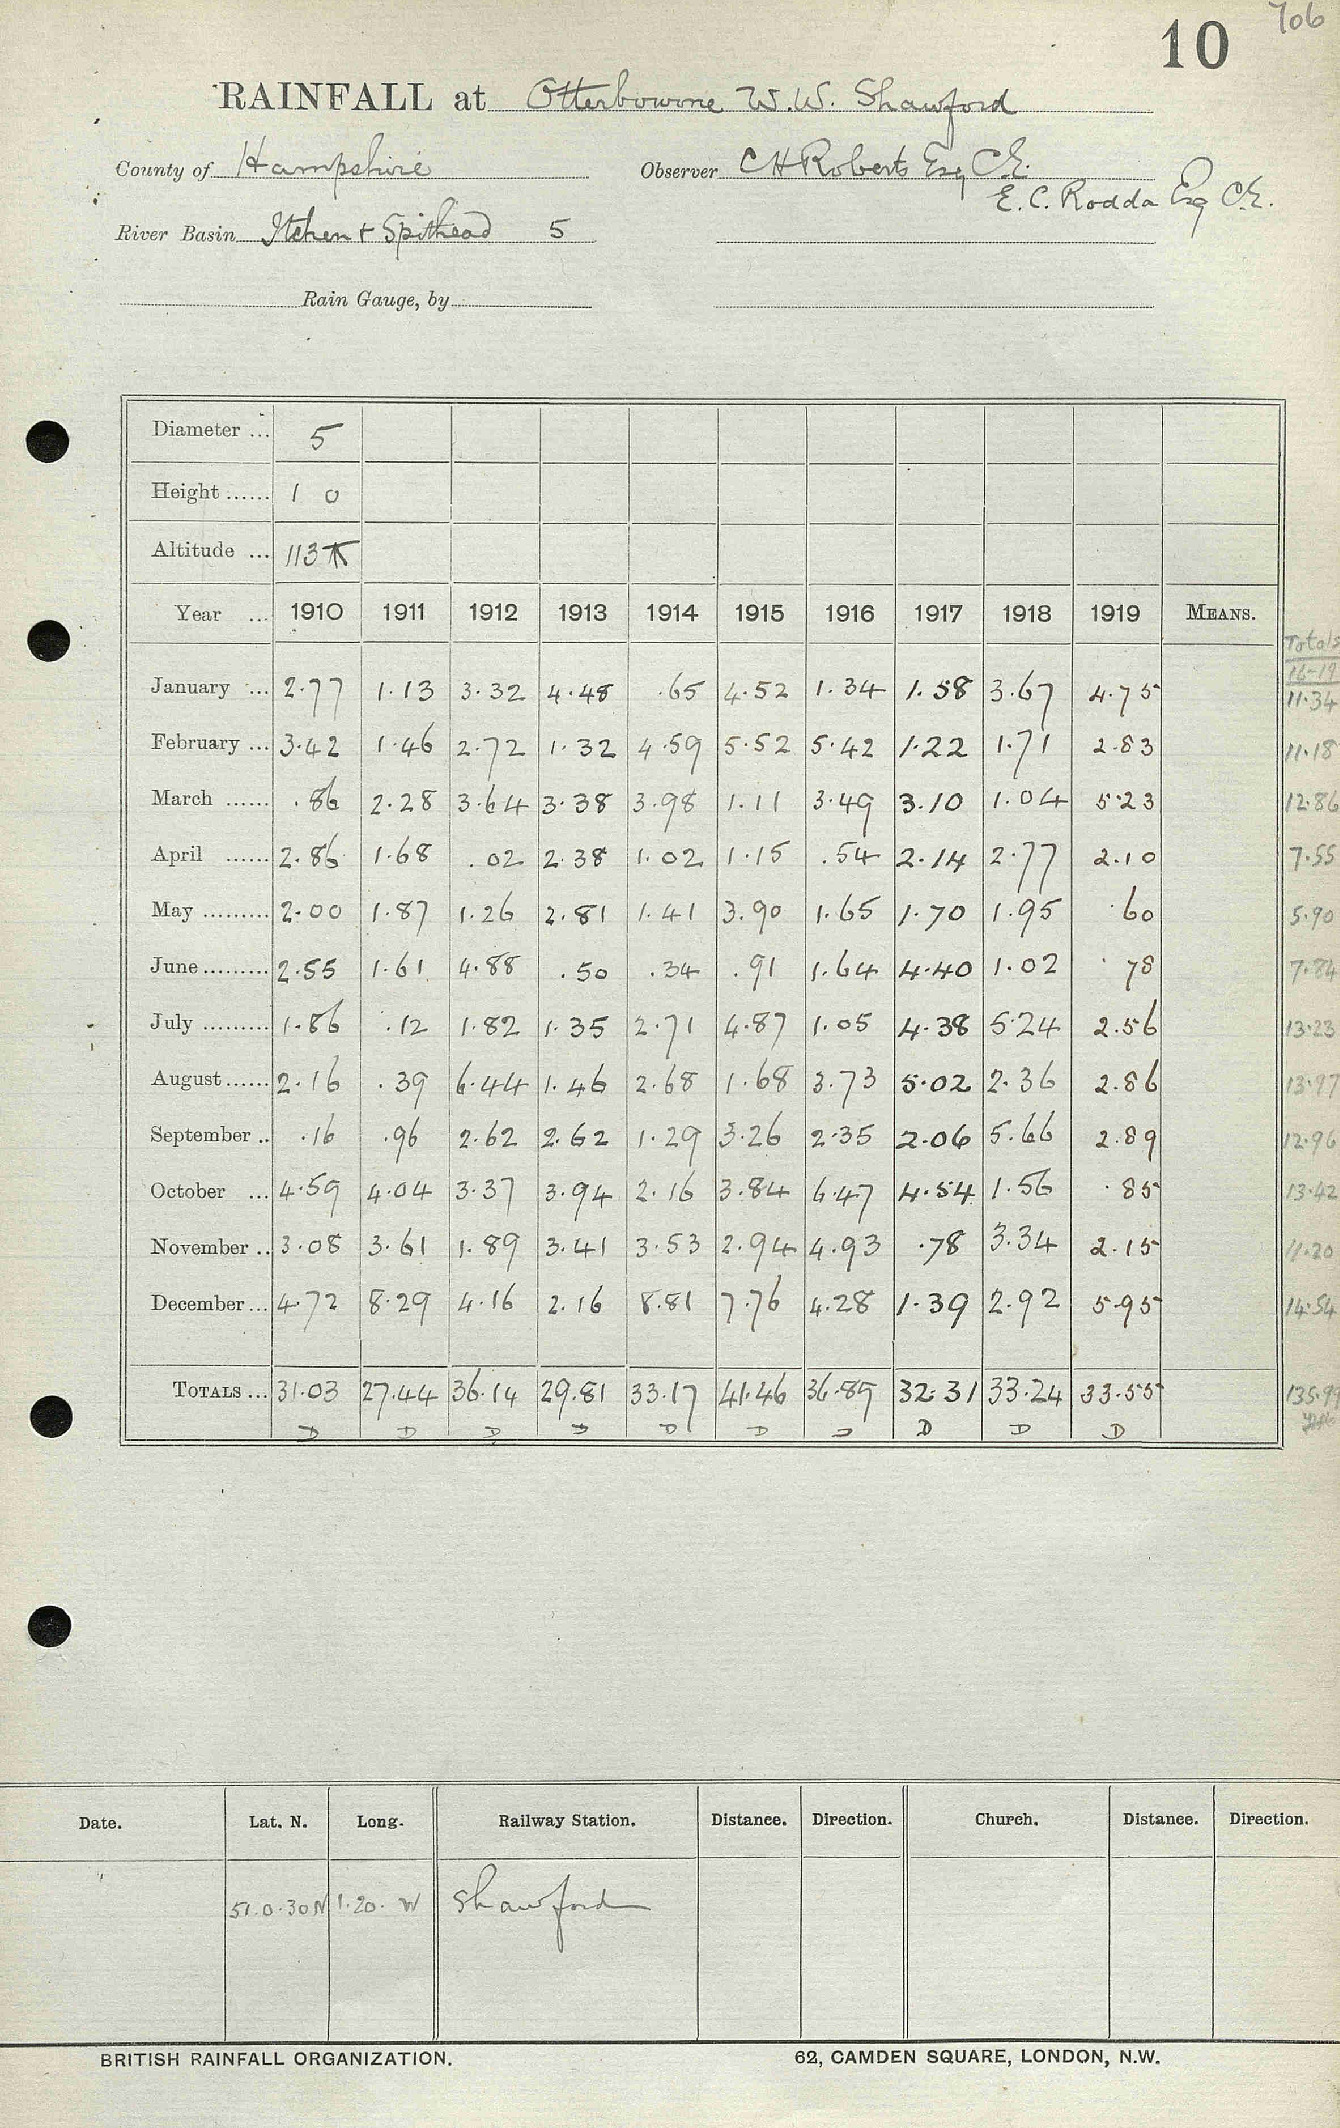 706
10
RAINFALL at Otterbourne W.W. Shawford
County of Hampshire Observer C H Roberts Esq C.E.
E. C. Rodda Esq C.E.
River Basin Itchen + Spithead 5
Rain Gauge, by
Diameter ... 5
Height ...... 1 0
Altitude ... 113
Year ... 1910 1911 1912 1913 1914 1915 1916 1917 1918 1919 MEANS.
Totals
16-19
January ... 2.77 1.13 3.32 4.48 .65 4.52 1.34 1.58 3.67 4.75 11.34
February ... 3.42 1.46 2.72 1.32 4.59 5.52 5.42 1.22 1.71 2.83 11.18
March ...... .86 2.28 3.64 3.38 3.98 1.11 3.49 3.10 1.04 5.23 12.86
April ...... 2.86 1.68 .02 2.38 1.02 1.15 .54 2.14 2.77 2.10 7.55
May ......... 2.00 1.87 1.26 2.81 1.41 3.90 1.65 1.70 1.95 .60 5.90
June ......... 2.55 1.61 4.88 .50 .34 .91 1.64 4.40 1.02 .78 7.84
July ......... 1.86 .12 1.82 1.35 2.71 4.87 1.05 4.38 5.24 2.56 13.23
August ...... 2.16 .39 6.44 1.46 2.68 1.68 3.73 5.02 2.36 2.86 13.97
September .. .16 .96 2.62 2.62 1.29 3.26 2.35 2.06 5.66 2.89 12.96
October ... 4.59 4.04 3.37 3.94 2.16 3.84 6.47 4.54 1.56 .85 13.42
November .. 3.08 3.61 1.89 3.41 3.53 2.94 4.93 .78 3.34 2.15 11.20
December ... 4.72 8.29 4.16 2.16 8.81 7.76 4.28 1.39 2.92 5.95 14.54
TOTALS ... 31.03 27.44 36.14 29.81 33.17 41.46 36.89 32.31 33.24 33.55 135.99
D D D D D D D D D D
Date. Lat. N. Long. Railway Station. Distance. Direction. Church. Distance. Direction.
51.0.30N 1.20. W Shawford
BRITISH RAINFALL ORGANIZATION. 62, CAMDEN SQUARE, LONDON, N.W.